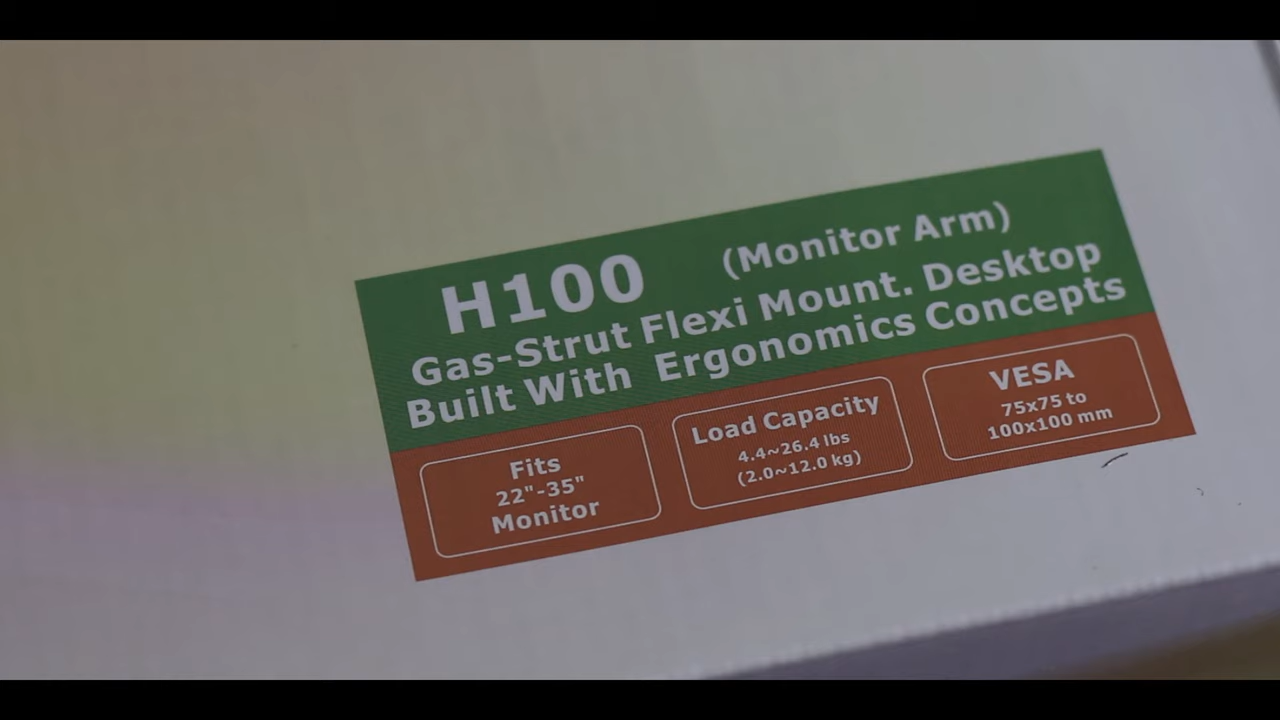 H100 (Monitor Arm)
Gas-Strut Flexi Mount. Desktop
Built With Ergonomics Concepts
Fits
22"-35"
Monitor
Load Capacity
4.4~26.4 lbs
(2.0~12.0 kg)
VESA
75x75 to
100x100 mm